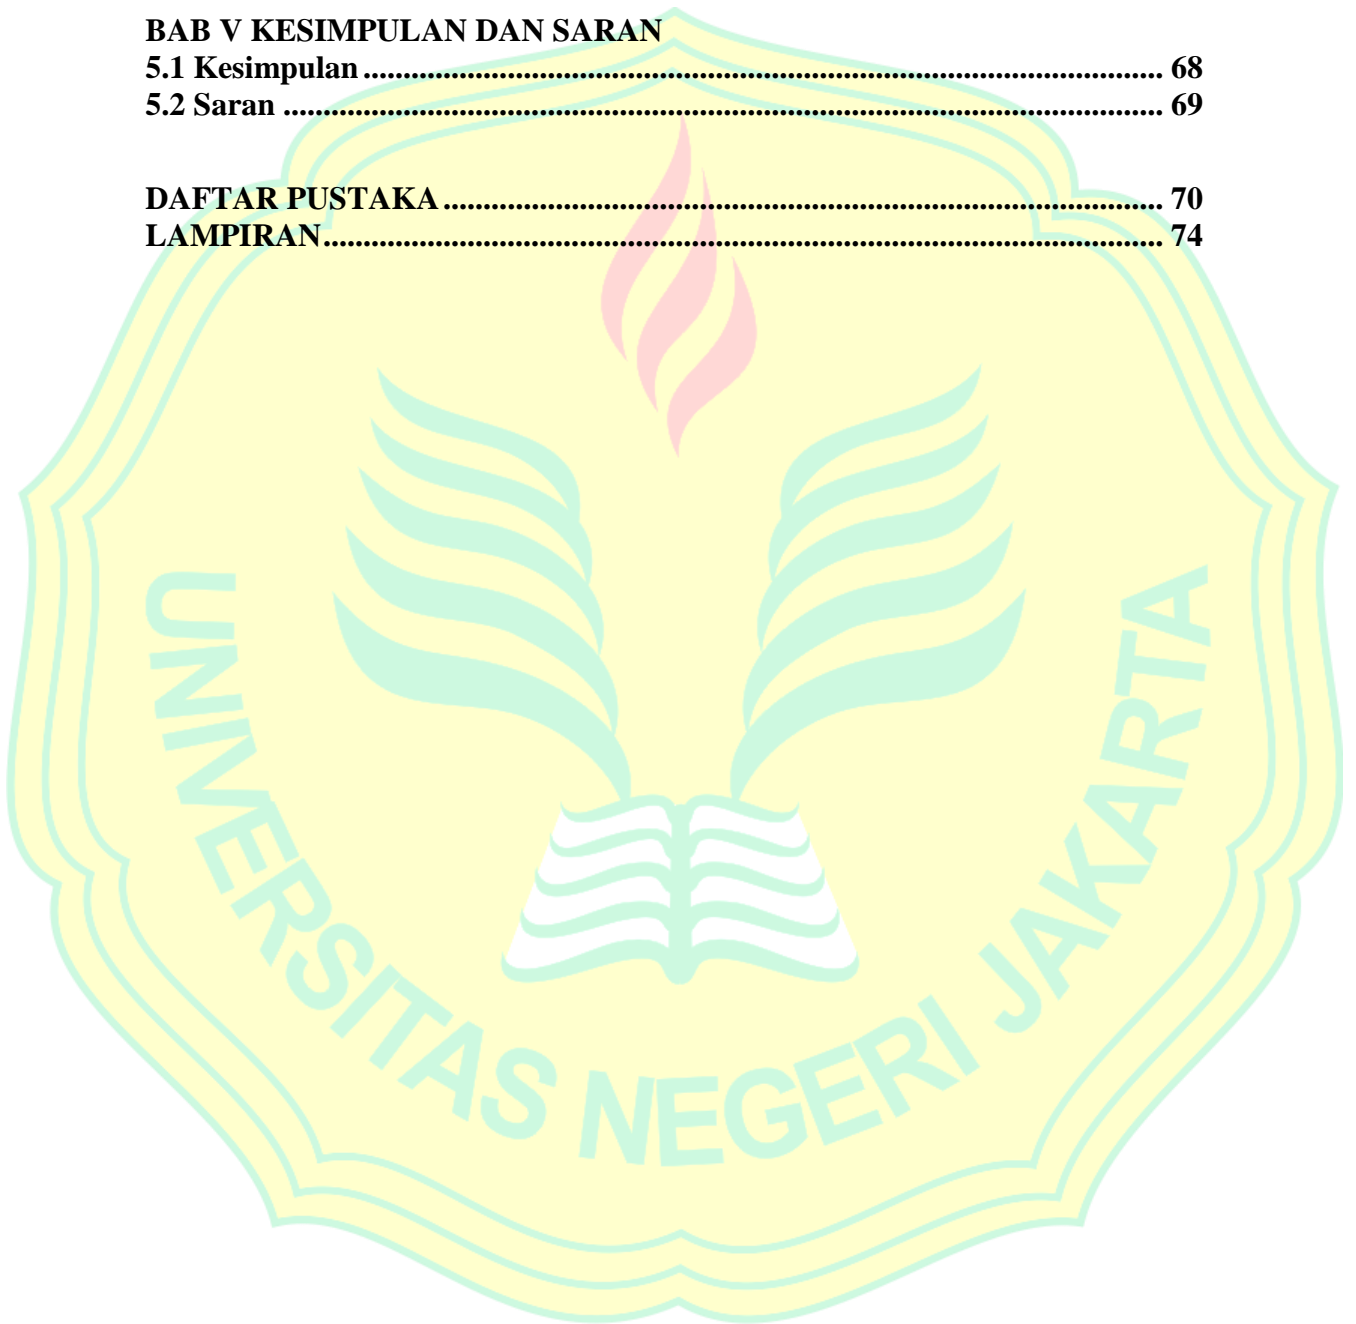 BAB V KESIMPULAN DAN SARAN
5.1 Kesimpulan .................................................................................................... 68
5.2 Saran .............................................................................................................. 69
DAFTAR PUSTAKA .......................................................................................... 70
LAMPIRAN......................................................................................................... 74
UNIVERSITAS NEGERI JAKARTA